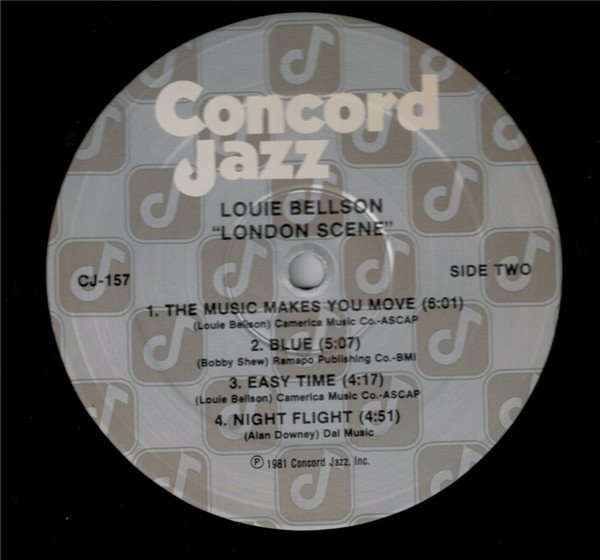 Concord
Jazz
LOUIE BELLSON
"LONDON SCENE"
CJ-157
SIDE TWO
1. THE MUSIC MAKES YOU MOVE (6:01)
(Louie Bellson) Camerica Music Co.-ASCAP
2. BLUE (5:07)
(Bobby Shew) Ramapo Publishing Co.-BMI
3. EASY TIME (4:17)
(Louie Bellson) Camerica Music Co.-ASCAP
4. NIGHT FLIGHT (4:51)
(Alan Downey) Dal Music
℗ 1981 Concord Jazz, Inc.